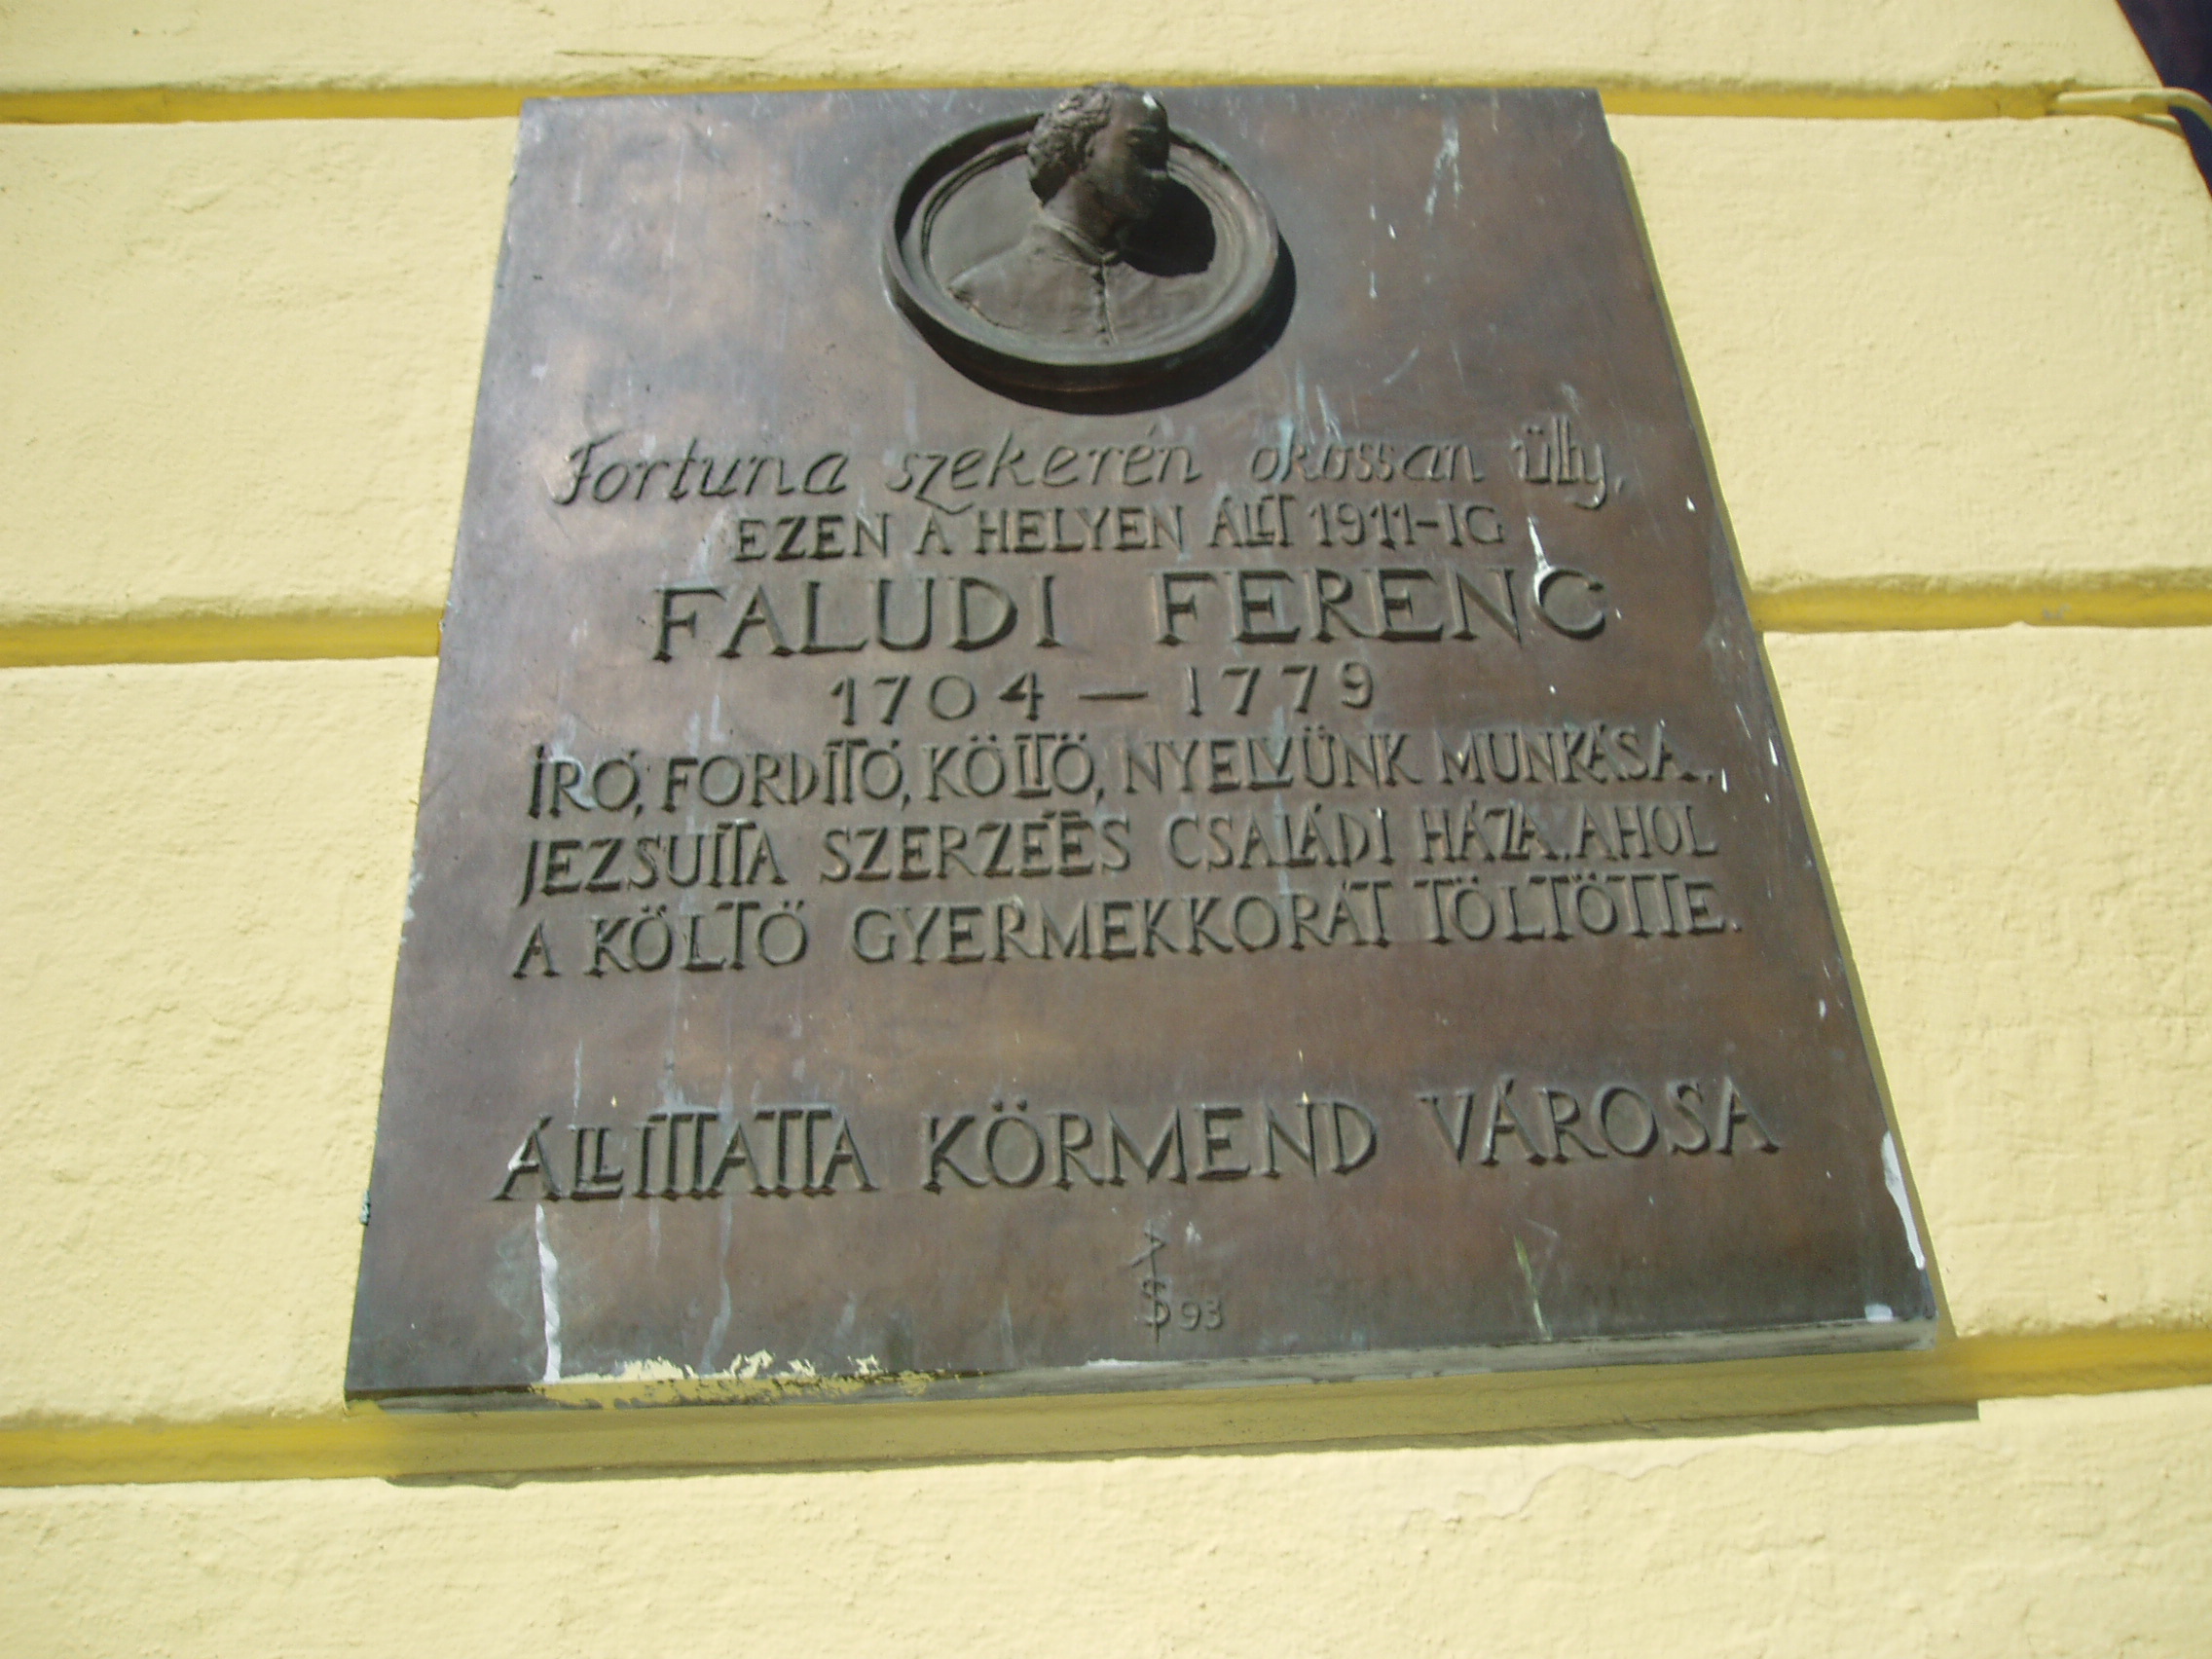 Fortuna szekerén okossan ülly,
EZEN A HELYEN ÁLLT 1911-IG
FALUDI FERENC
1704 — 1779
ÍRÓ, FORDÍTÓ, KÖLTŐ, NYELVÜNK MUNKÁSA,
JEZSUITA SZERZETES CSALÁDI HÁZA, AHOL
A KÖLTŐ GYERMEKKORÁT TÖLTÖTTE.
ÁLLÍTTATTA KÖRMEND VÁROSA
93